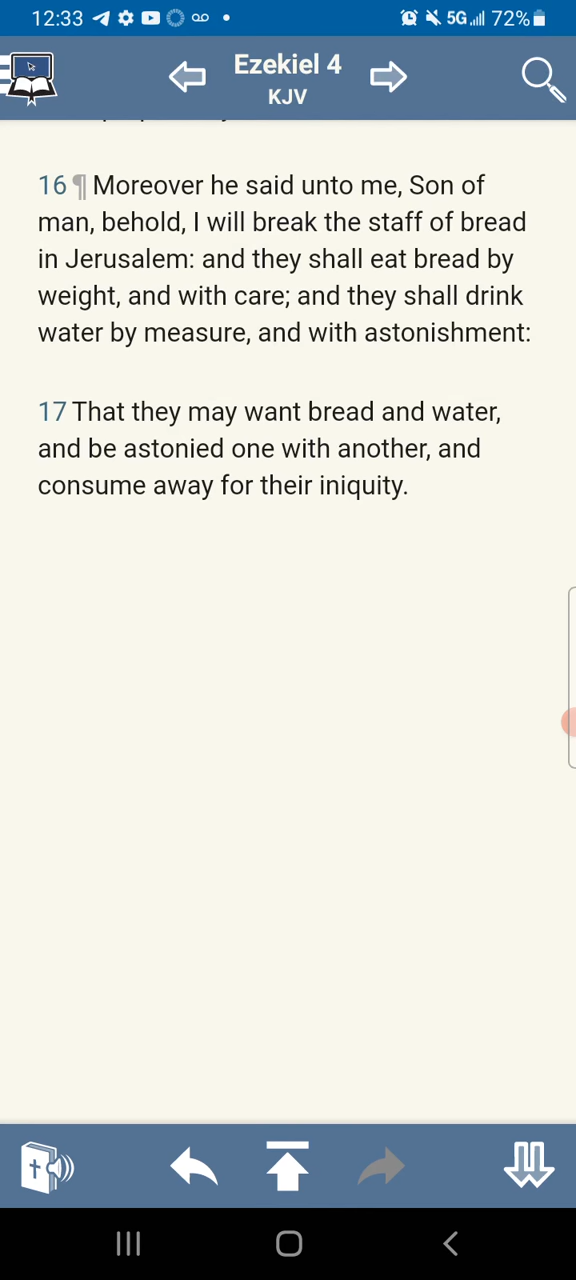 12:33 5G 72%
Ezekiel 4
KJV
16 ¶ Moreover he said unto me, Son of
man, behold, I will break the staff of bread
in Jerusalem: and they shall eat bread by
weight, and with care; and they shall drink
water by measure, and with astonishment:
17 That they may want bread and water,
and be astonied one with another, and
consume away for their iniquity.